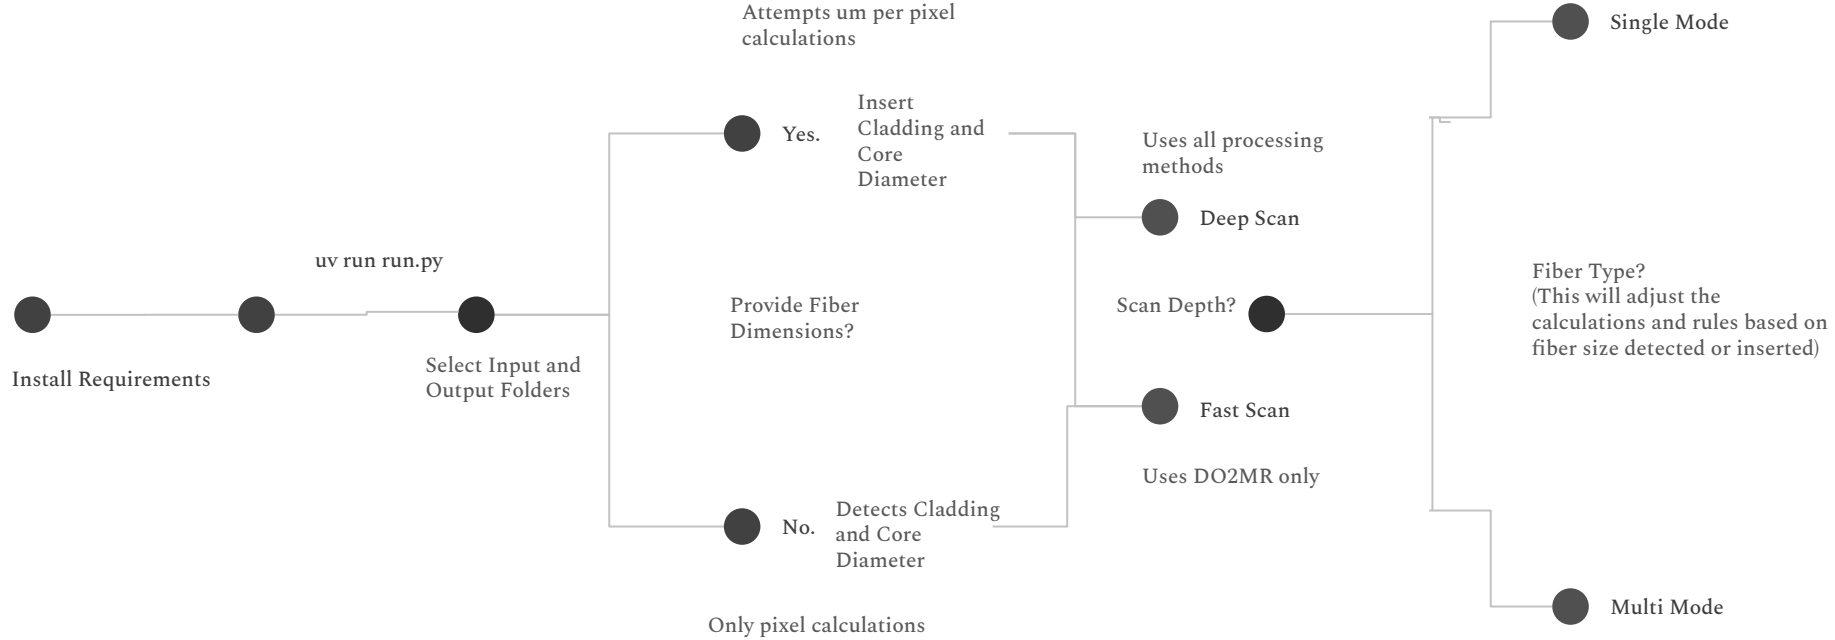 Install Requirements
uv run run.py
Select Input and
Output Folders
Attempts um per pixel
calculations
Yes.
Insert
Cladding and
Core
Diameter
Provide Fiber
Dimensions?
No.
Detects Cladding
and Core
Diameter
Only pixel calculations
Uses all processing
methods
Deep Scan
Scan Depth?
Fast Scan
Uses DO2MR only
Single Mode
Fiber Type?
(This will adjust the
calculations and rules based on
fiber size detected or inserted)
Multi Mode